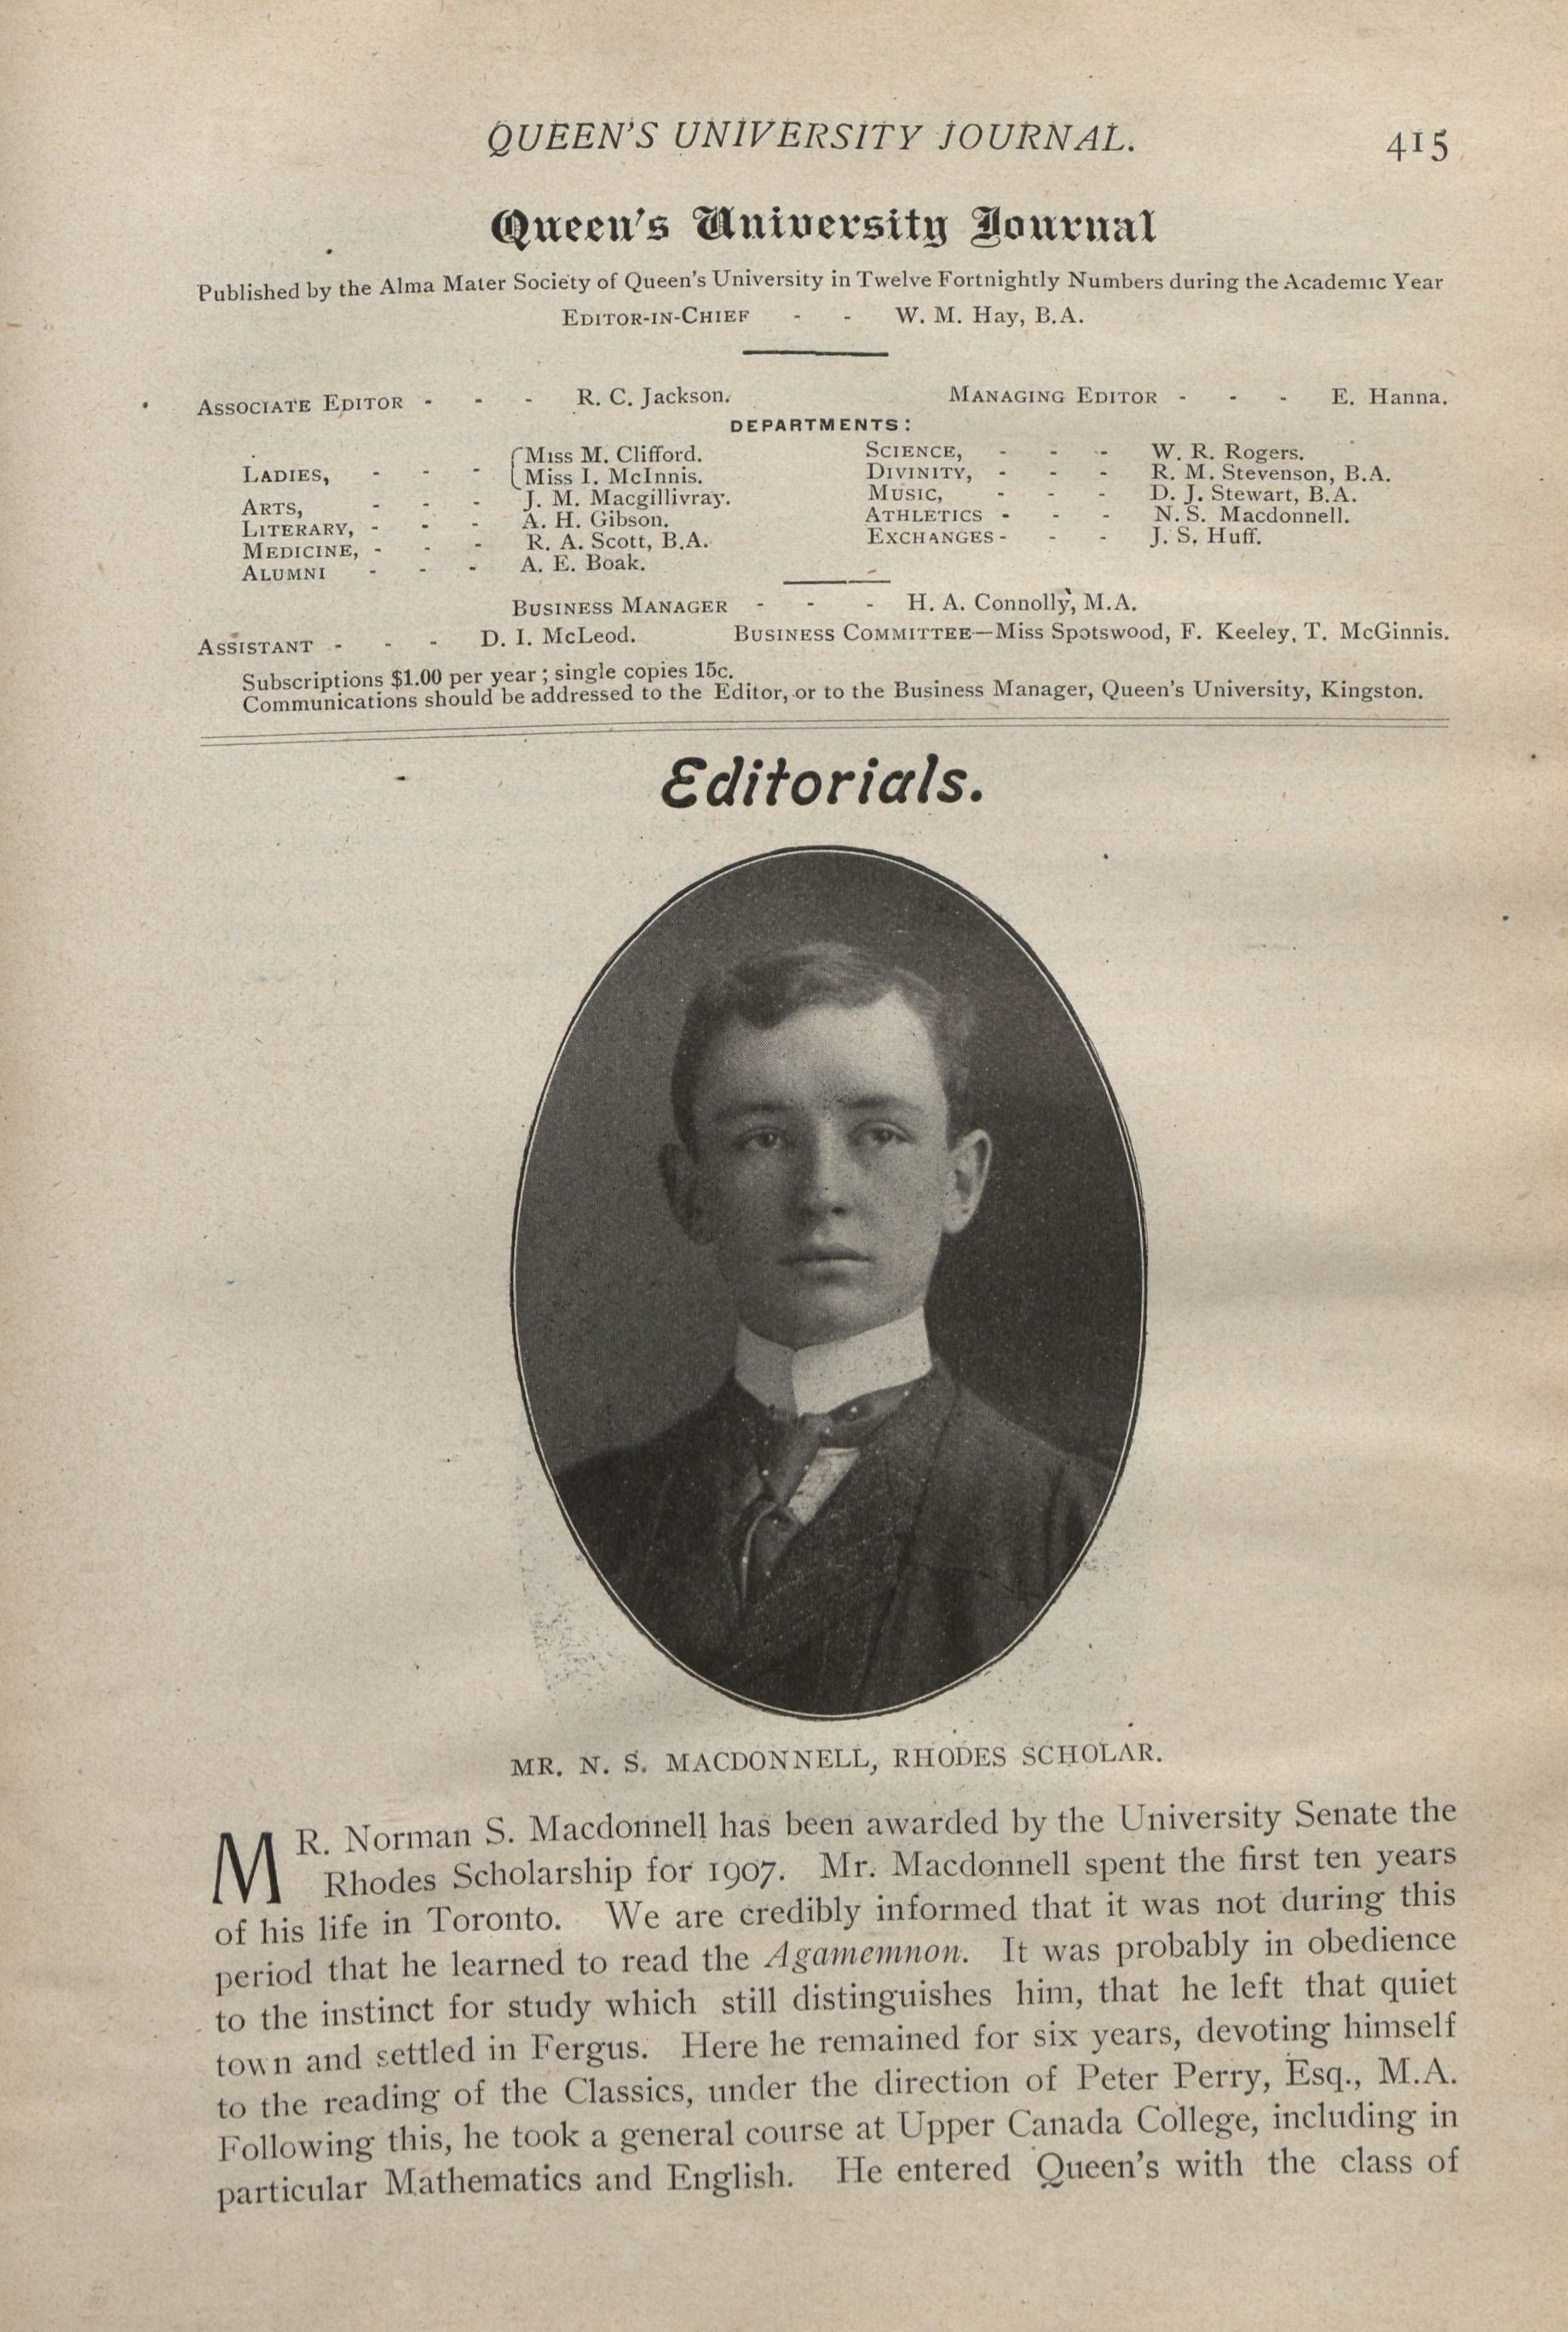 QUEEN'S UNIVERSITY JOURNAL. 415
Queen's University Journal
Published by the Alma Mater Society of Queen's University in Twelve Fortnightly Numbers during the Academic Year
EDITOR-IN-CHIEF - - W. M. Hay, B.A.
ASSOCIATE EDITOR - - - R. C. Jackson. MANAGING EDITOR - - - E. Hanna.
DEPARTMENTS:
LADIES, - - - { Miss M. Clifford.
Miss I. McInnis.
ARTS, - - - J. M. Macgillivray.
LITERARY, - - - A. H. Gibson.
MEDICINE, - - - R. A. Scott, B.A.
ALUMNI - - - A. E. Boak.
SCIENCE, - - - W. R. Rogers.
DIVINITY, - - - R. M. Stevenson, B.A.
MUSIC, - - - D. J. Stewart, B.A.
ATHLETICS - - - N. S. Macdonnell.
EXCHANGES - - - J. S. Huff.
BUSINESS MANAGER - - - H. A. Connolly, M.A.
ASSISTANT - - - D. I. McLeod. BUSINESS COMMITTEE—Miss Spotswood, F. Keeley, T. McGinnis.
Subscriptions $1.00 per year; single copies 15c.
Communications should be addressed to the Editor, or to the Business Manager, Queen's University, Kingston.
Editorials.
MR. N. S. MACDONNELL, RHODES SCHOLAR.
MR. Norman S. Macdonnell has been awarded by the University Senate the
Rhodes Scholarship for 1907. Mr. Macdonnell spent the first ten years
of his life in Toronto. We are credibly informed that it was not during this
period that he learned to read the Agamemnon. It was probably in obedience
to the instinct for study which still distinguishes him, that he left that quiet
town and settled in Fergus. Here he remained for six years, devoting himself
to the reading of the Classics, under the direction of Peter Perry, Esq., M.A.
Following this, he took a general course at Upper Canada College, including in
particular Mathematics and English. He entered Queen's with the class of